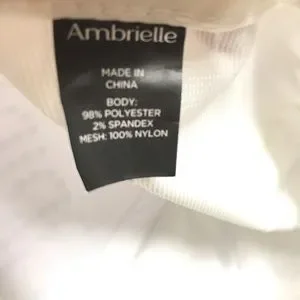 Ambrielle
MADE IN
CHINA
BODY:
98% POLYESTER
2% SPANDEX
MESH: 100% NYLON